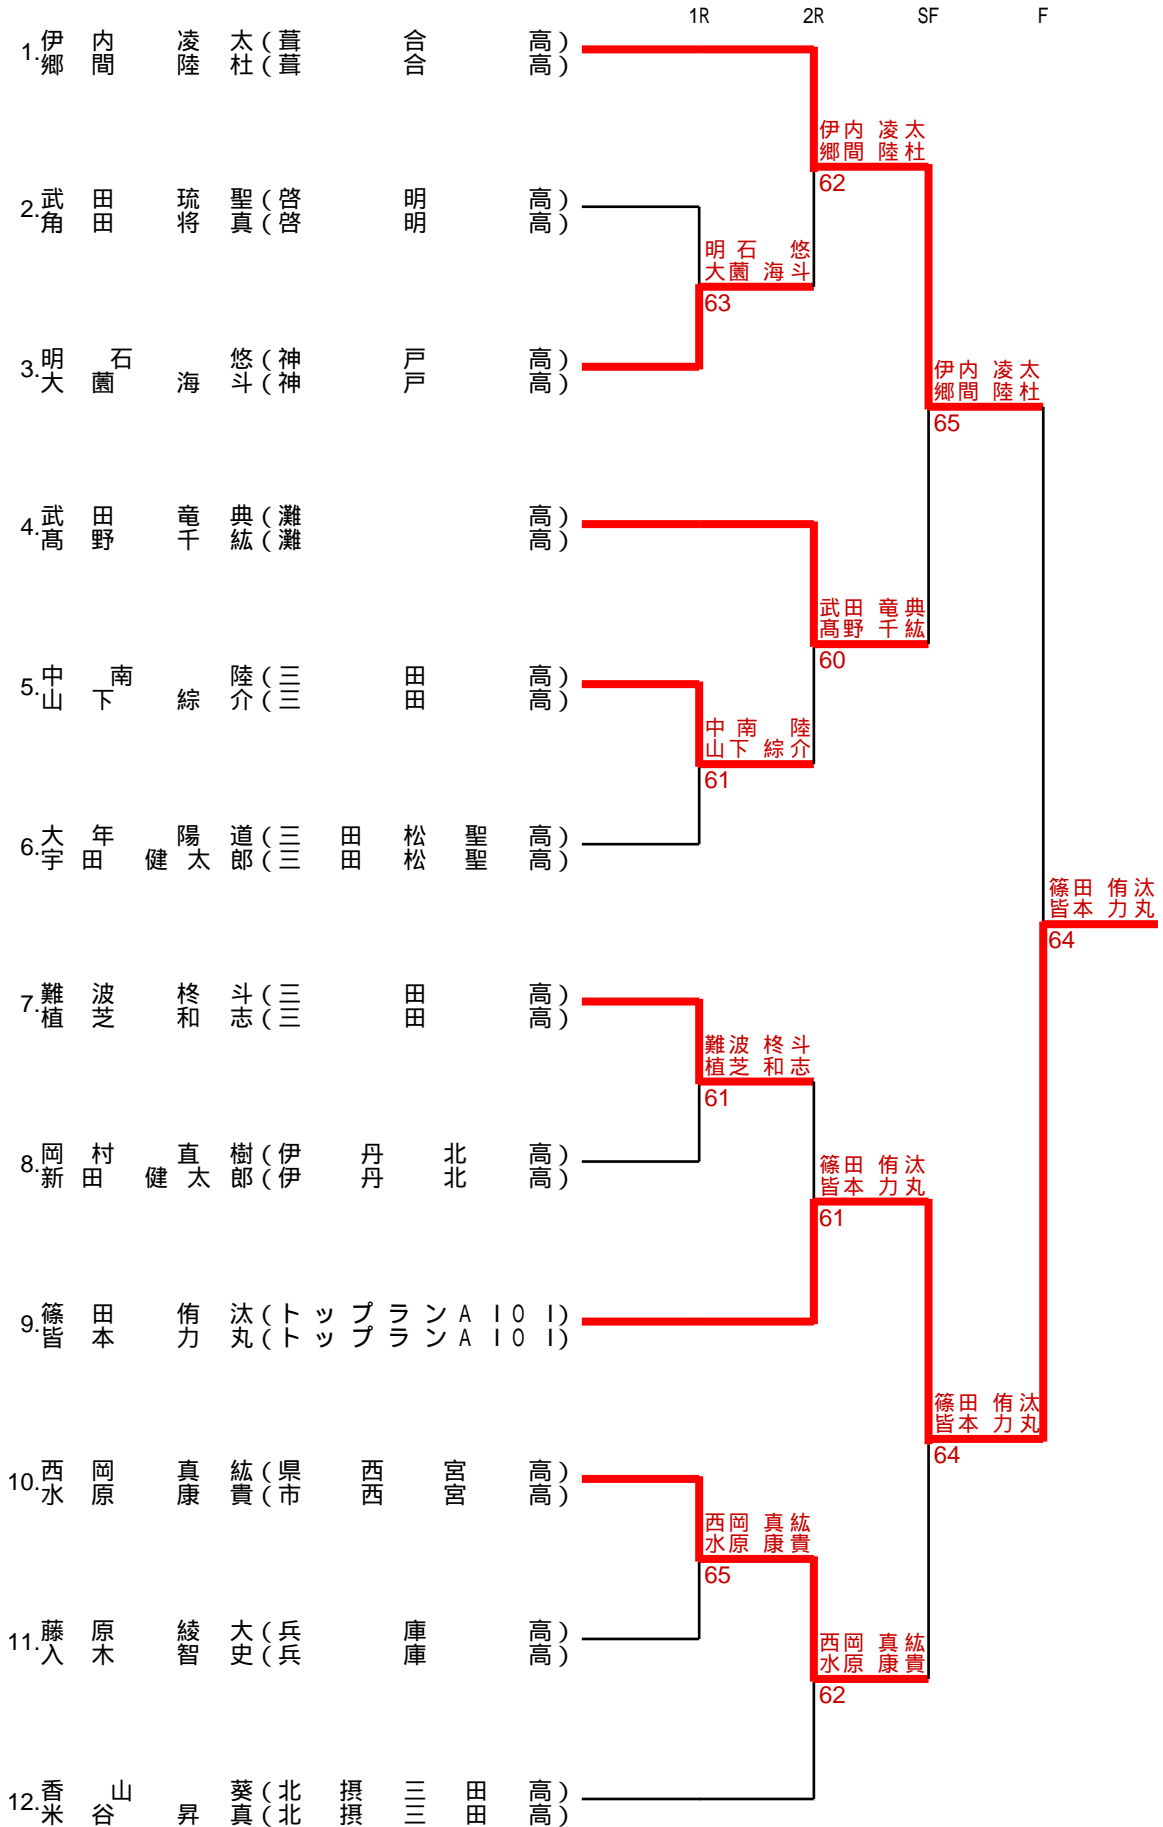 1R 2R SF F
1. 伊内 凌太(葺合高)
郷間 陸杜(葺合高)
伊内 凌太
郷間 陸杜
62
2. 武田 琉聖(啓明高)
角田 将真(啓明高)
明石 悠
大薗 海斗
63
3. 明石 悠(神戸高)
大薗 海斗(神戸高)
伊内 凌太
郷間 陸杜
65
4. 武田 竜典(灘高)
髙野 千紘(灘高)
武田 竜典
髙野 千紘
60
5. 中南 陸(三田高)
山下 綜介(三田高)
中南 陸
山下 綜介
61
6. 大年 陽道(三田松聖高)
宇田 健太郎(三田松聖高)
篠田 侑汰
皆本 力丸
64
7. 難波 柊斗(三田高)
植芝 和志(三田高)
難波 柊斗
植芝 和志
61
8. 岡村 直樹(伊丹北高)
新田 健太郎(伊丹北高)
篠田 侑汰
皆本 力丸
61
9. 篠田 侑汰(トップランAIOI)
皆本 力丸(トップランAIOI)
篠田 侑汰
皆本 力丸
64
10. 西岡 真紘(県西宮高)
水原 康貴(市西宮高)
西岡 真紘
水原 康貴
65
11. 藤原 綾大(兵庫高)
入木 智史(兵庫高)
西岡 真紘
水原 康貴
62
12. 香山 葵(北摂三田高)
米谷 昇真(北摂三田高)